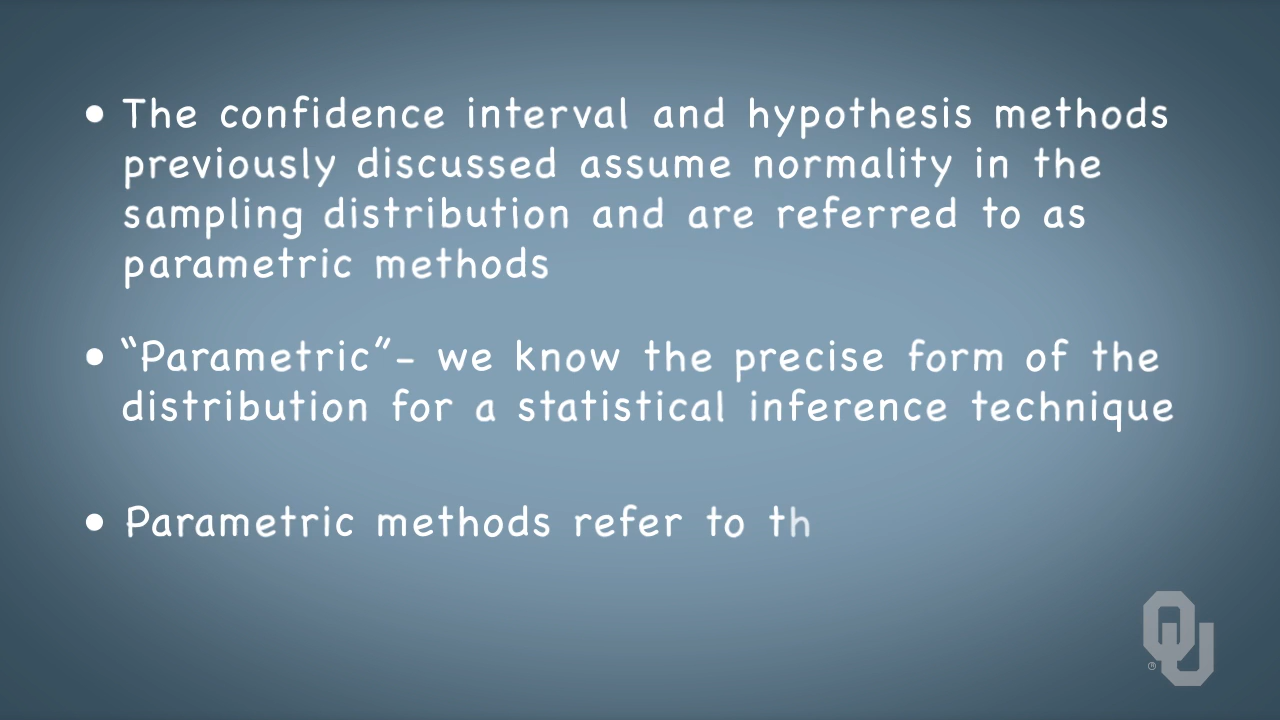 • The confidence interval and hypothesis methods
previously discussed assume normality in the
sampling distribution and are referred to as
parametric methods
• “Parametric”- we know the precise form of the
distribution for a statistical inference technique
• Parametric methods refer to th
OU
®